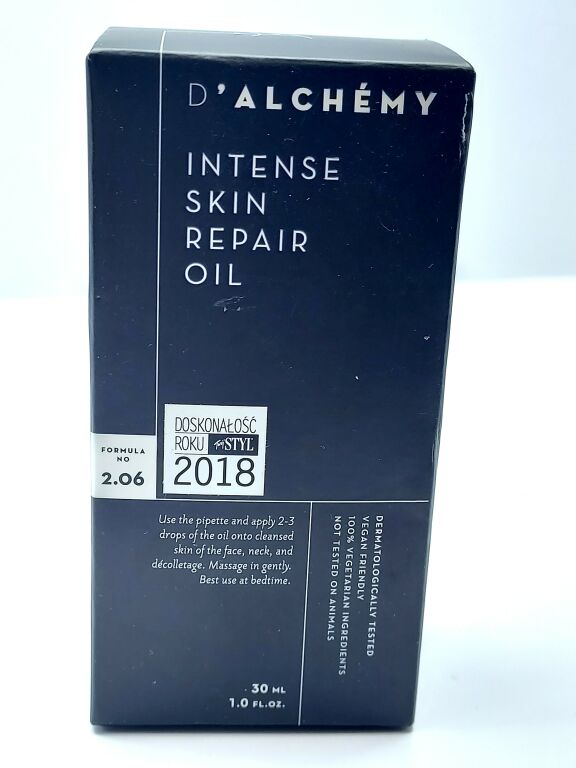 D'ALCHÉMY
INTENSE
SKIN
REPAIR
OIL
DOSKONAŁOŚĆ
ROKU Twój STYL
2018
FORMULA
NO
2.06
Use the pipette and apply 2-3
drops of the oil onto cleansed
skin of the face, neck, and
décolletage. Massage in gently.
Best use at bedtime.
DERMATOLOGICALLY TESTED
VEGAN FRIENDLY
100% VEGETARIAN INGREDIENTS
NOT TESTED ON ANIMALS
30 ML
1.0 FL.OZ.